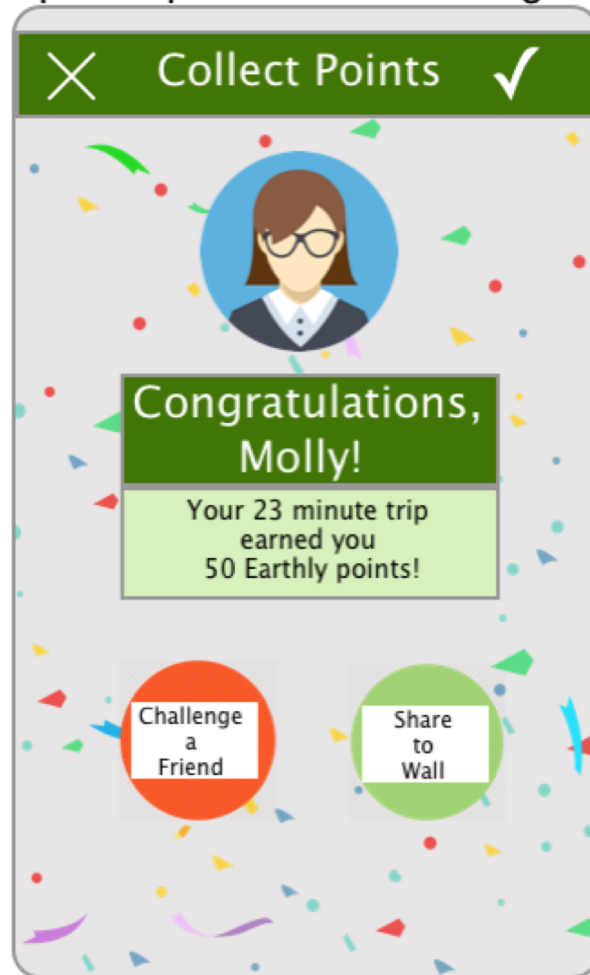 Collect Points
Congratulations,
Molly!
Your 23 minute trip
earned you
50 Earthly points!
Challenge
a
Friend
Share
to
Wall